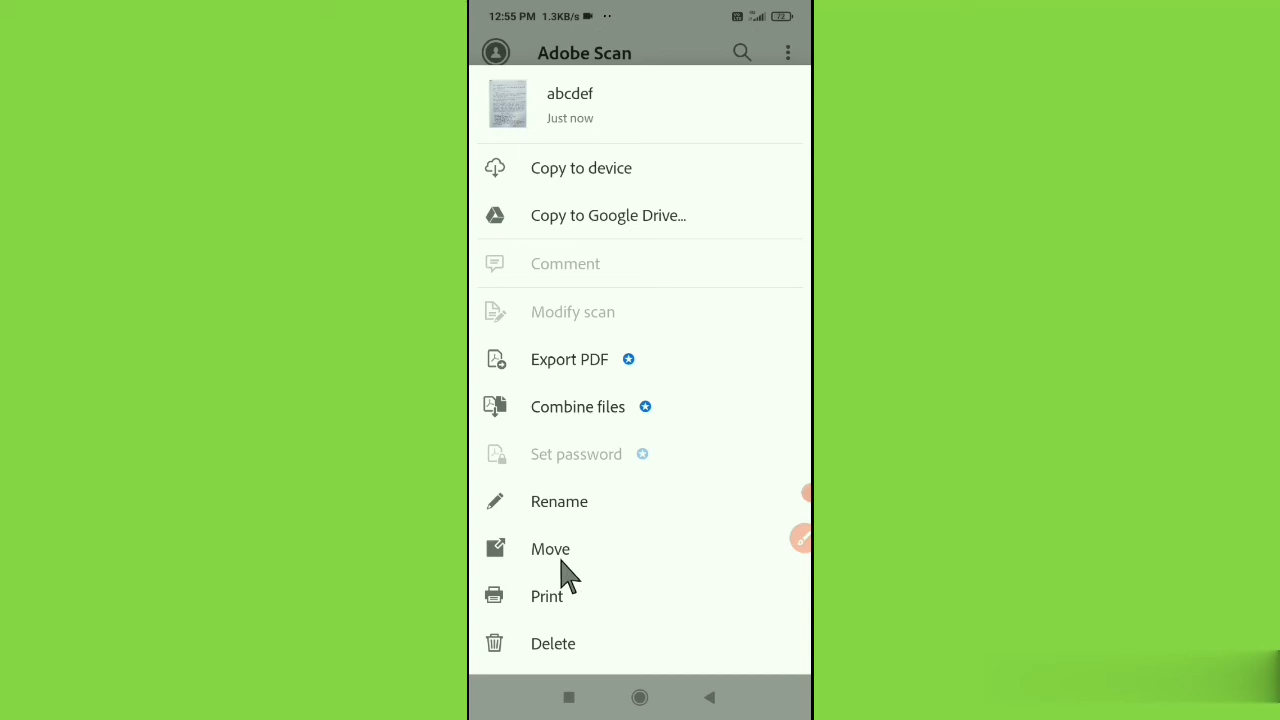 12:55 PM 1.3KB/s
72
Adobe Scan
abcdef
Just now
Copy to device
Copy to Google Drive...
Comment
Modify scan
Export PDF
Combine files
Set password
Rename
Move
Print
Delete